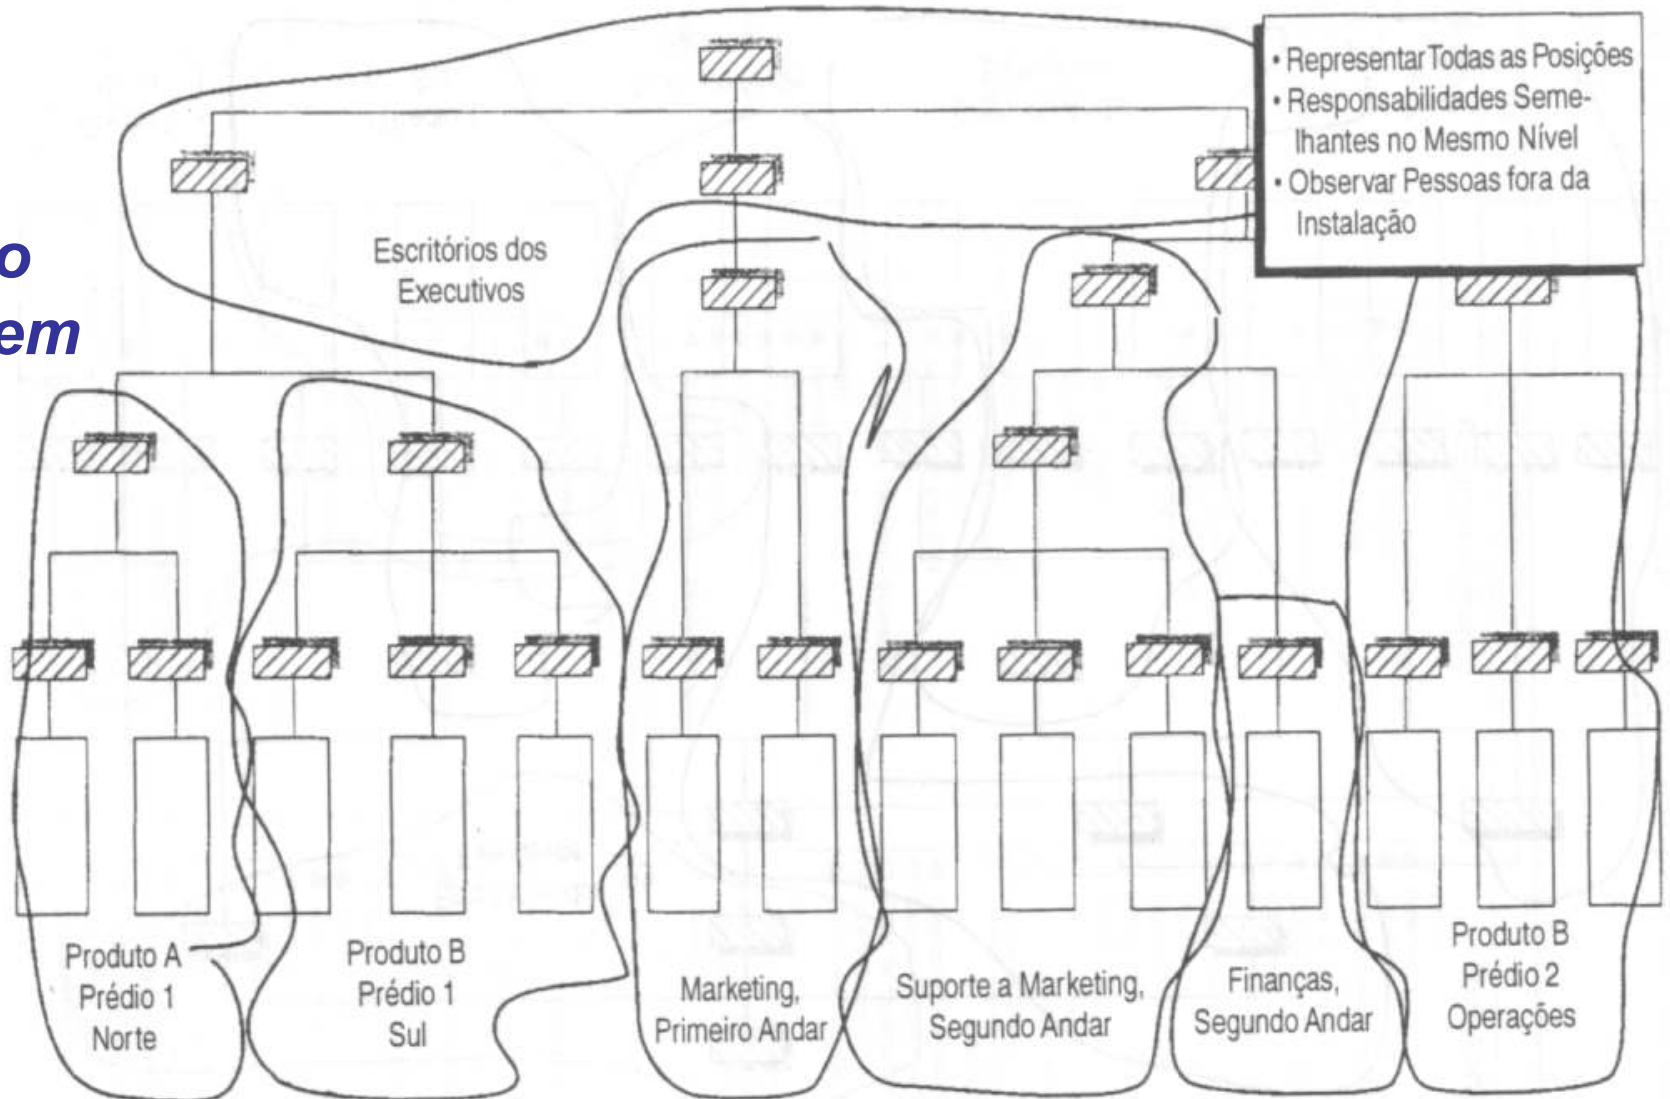 • Representar Todas as Posições
• Responsabilidades Seme-
lhantes no Mesmo Nível
• Observar Pessoas fora da
Instalação
Escritórios dos
Executivos
Produto A
Prédio 1
Norte
Produto B
Prédio 1
Sul
Marketing,
Primeiro Andar
Suporte a Marketing,
Segundo Andar
Finanças,
Segundo Andar
Produto B
Prédio 2
Operações